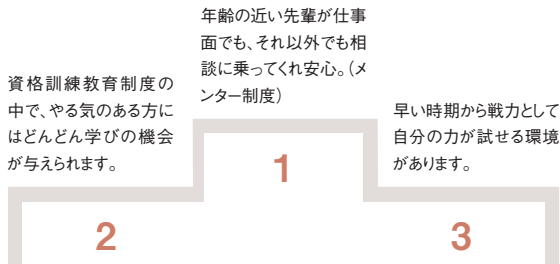 年齢の近い先輩が仕事
面でも、それ以外でも相
談に乗ってくれ安心。（メ
ンター制度）
1
資格訓練教育制度の
中で、やる気のある方に
はどんどん学びの機会
が与えられます。
2
早い時期から戦力として
自分の力が試せる環境
があります。
3